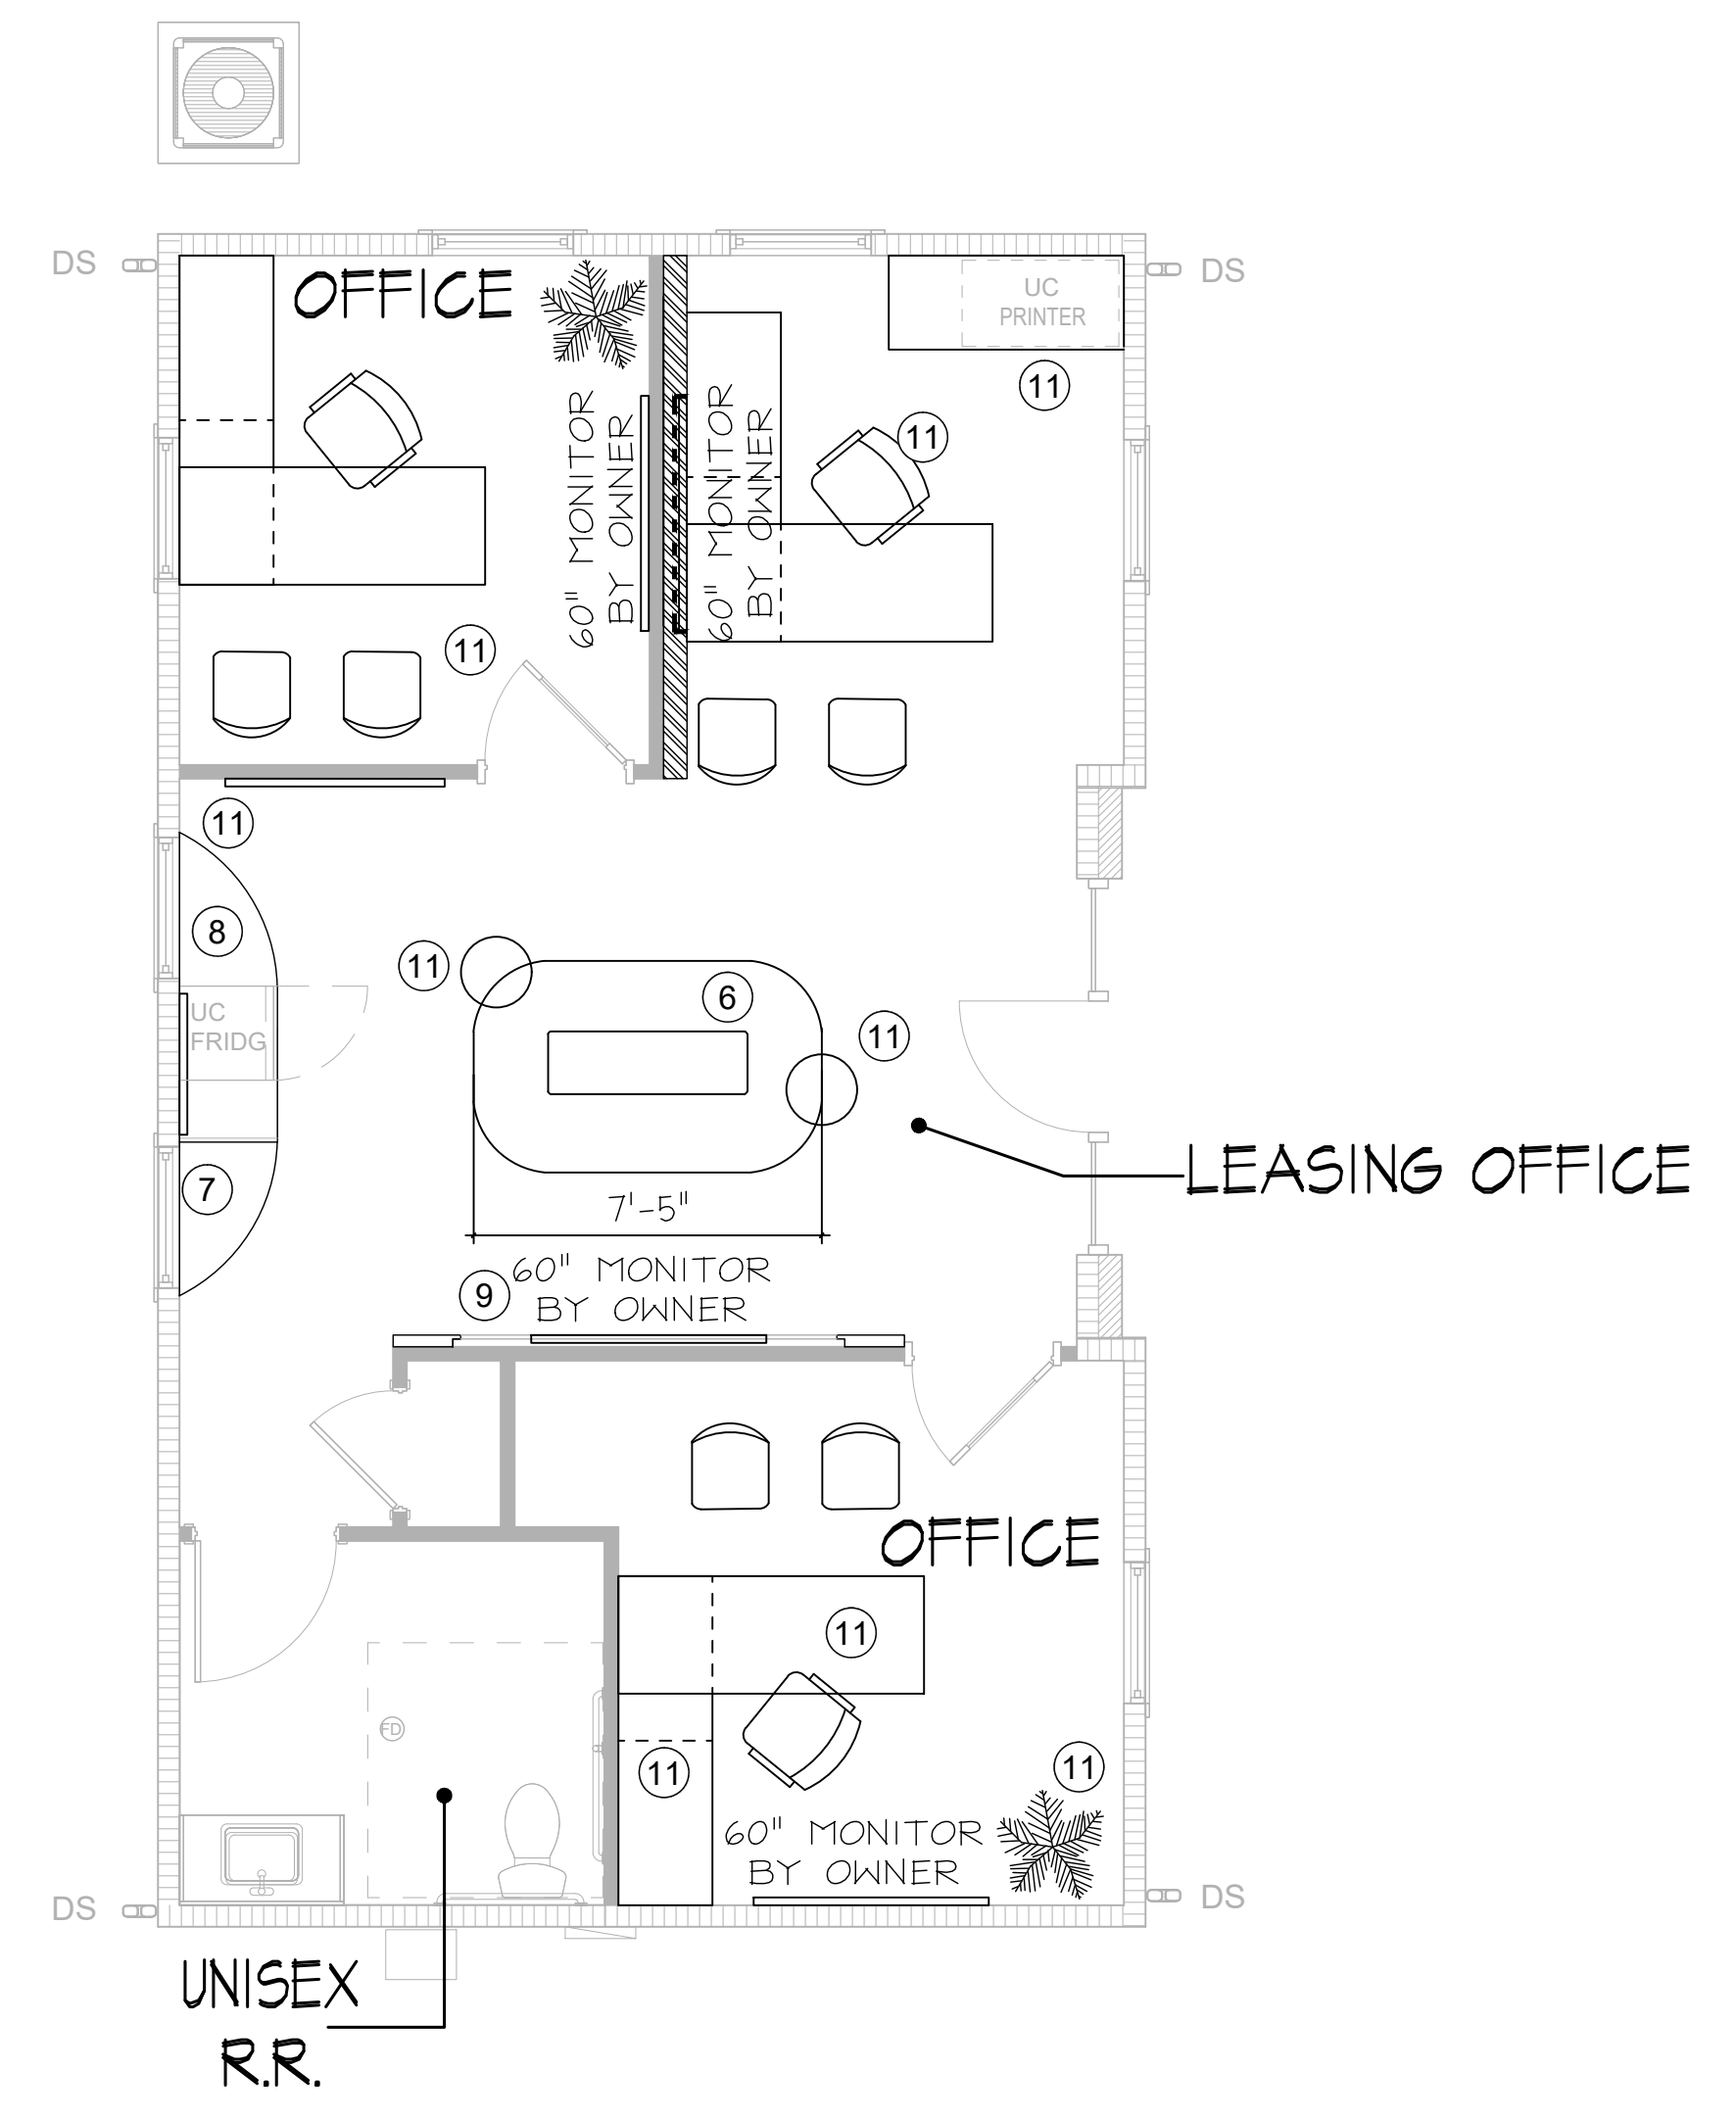 DS
DS
OFFICE
UC
PRINTER
11
60" MONITOR
BY OWNER
60" MONITOR
BY OWNER
11
11
11
8
11
6
UC
FRIDG
11
LEASING OFFICE
7
7'-5"
9
60" MONITOR
BY OWNER
OFFICE
11
FD
11
11
60" MONITOR
BY OWNER
DS
DS
UNISEX
R.R.